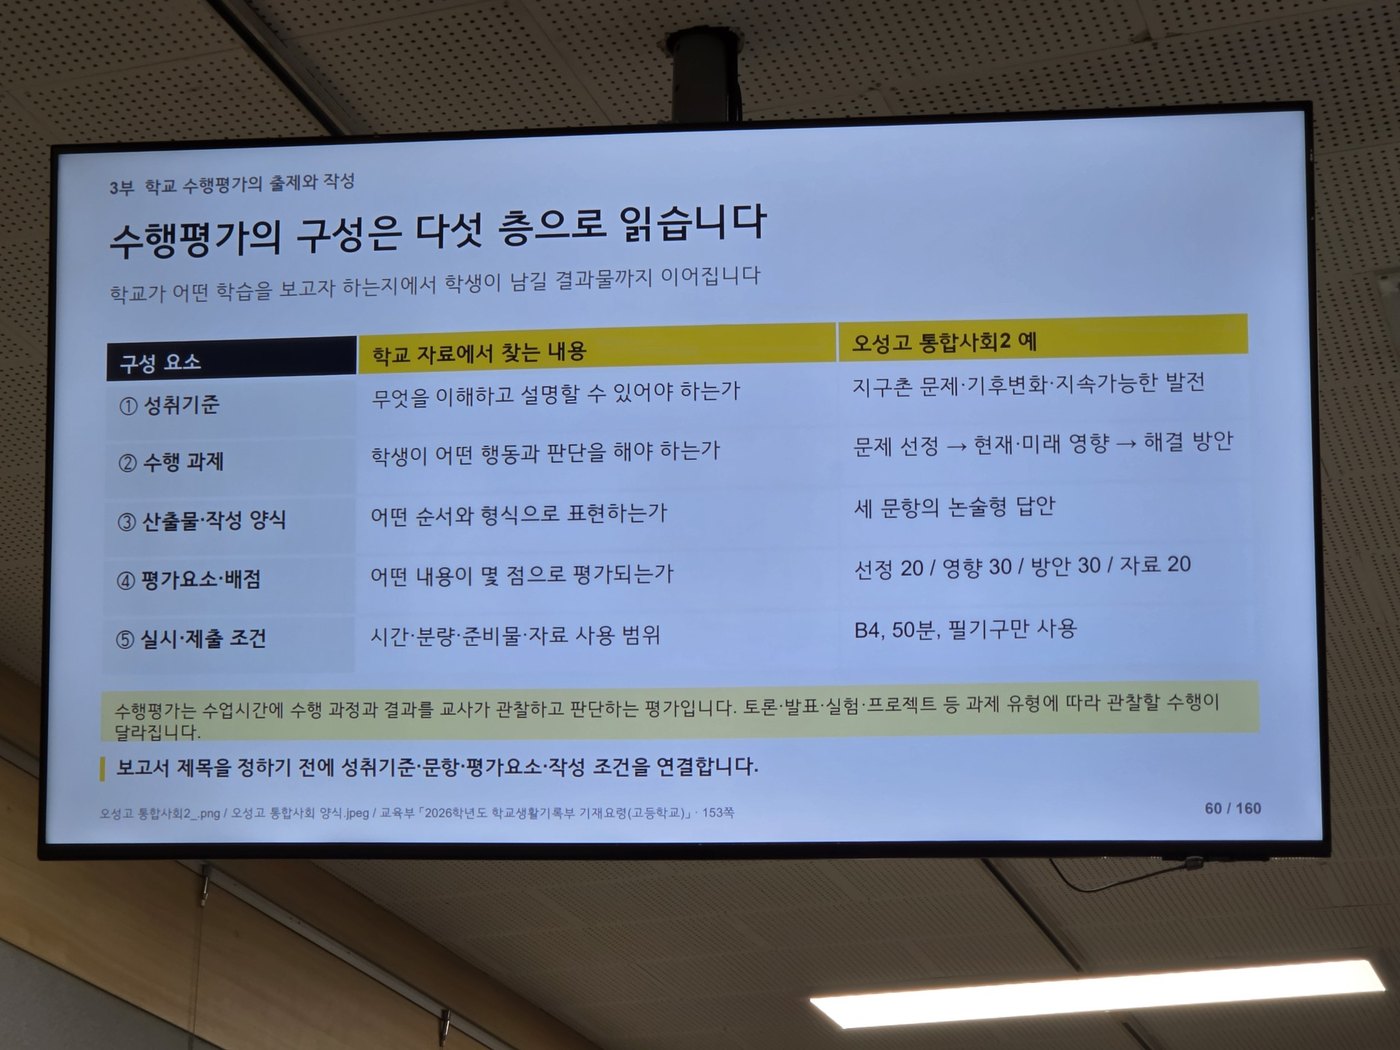 3부 학교 수행평가의 출제와 작성
수행평가의 구성은 다섯 층으로 읽습니다
학교가 어떤 학습을 보고자 하는지에서 학생이 남길 결과물까지 이어집니다
구성 요소 학교 자료에서 찾는 내용 오성고 통합사회2 예
① 성취기준 무엇을 이해하고 설명할 수 있어야 하는가 지구촌 문제·기후변화·지속가능한 발전
② 수행 과제 학생이 어떤 행동과 판단을 해야 하는가 문제 선정 → 현재·미래 영향 → 해결 방안
③ 산출물·작성 양식 어떤 순서와 형식으로 표현하는가 세 문항의 논술형 답안
④ 평가요소·배점 어떤 내용이 몇 점으로 평가되는가 선정 20 / 영향 30 / 방안 30 / 자료 20
⑤ 실시·제출 조건 시간·분량·준비물·자료 사용 범위 B4, 50분, 필기구만 사용
수행평가는 수업시간에 수행 과정과 결과를 교사가 관찰하고 판단하는 평가입니다. 토론·발표·실험·프로젝트 등 과제 유형에 따라 관찰할 수행이
달라집니다.
보고서 제목을 정하기 전에 성취기준·문항·평가요소·작성 조건을 연결합니다.
오성고 통합사회2_.png / 오성고 통합사회 양식.jpeg / 교육부 「2026학년도 학교생활기록부 기재요령(고등학교)」 · 153쪽
60 / 160